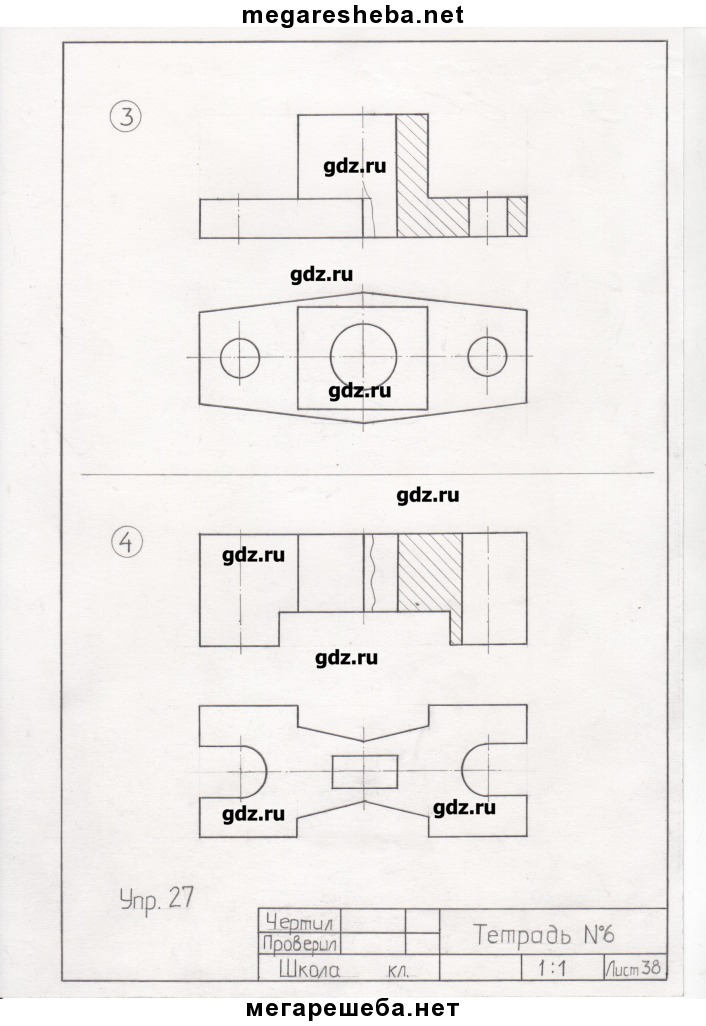 megaresheba.net
3
gdz.ru
gdz.ru
gdz.ru
gdz.ru
4
gdz.ru
gdz.ru
gdz.ru
gdz.ru
Упр. 27
Чертил
Проверил
Тетрадь №6
Школа кл.
1:1
Лист 38
мегарешеба.нет